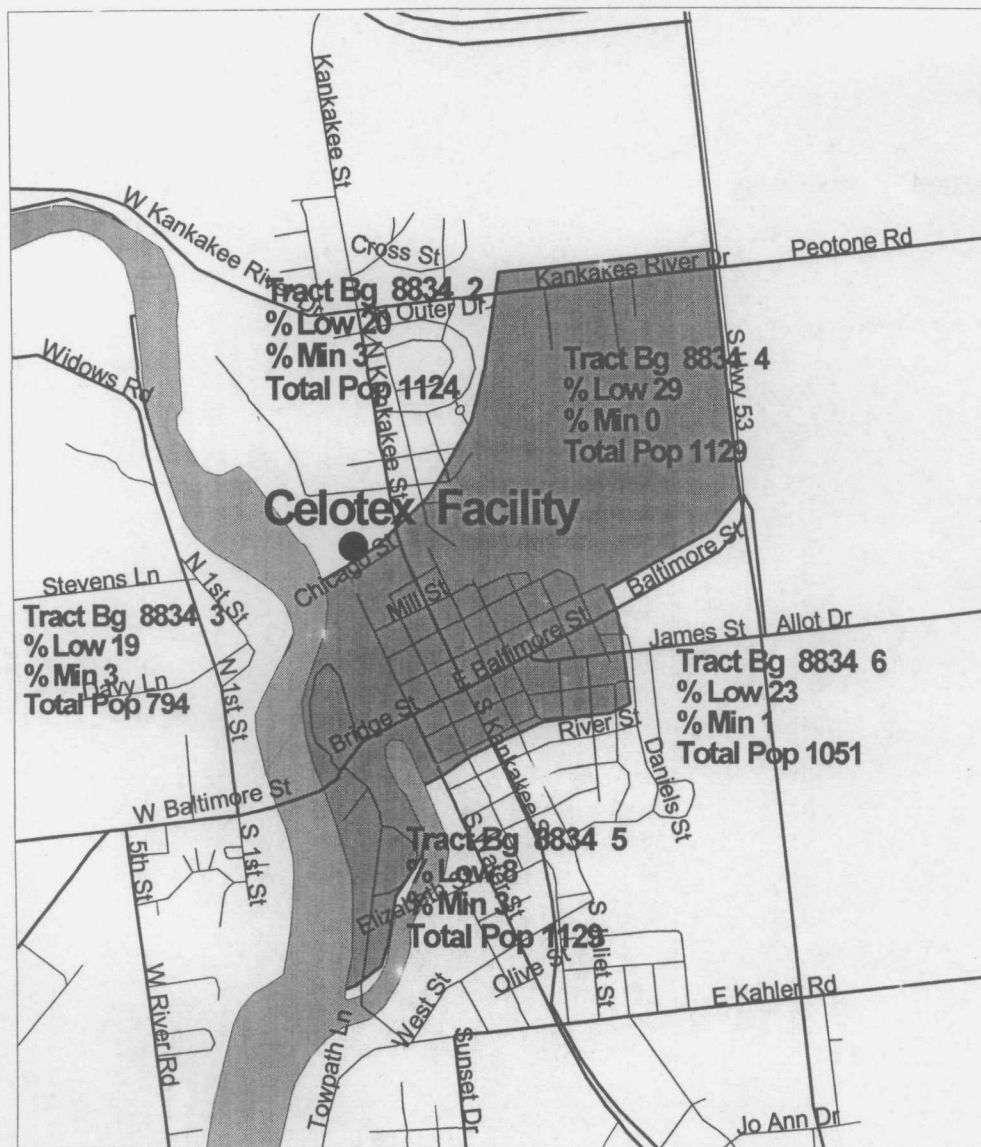 Kankakee St
W Kankakee River Dr
Cross St
Kankakee River Dr
Peotone Rd
Tract Bg 8834 2
% Low 20
% Min 3
Total Pop 1124
Outer Dr
N Kankakee St
Widows Rd
Tract Bg 8834 4
% Low 29
% Min 0
Total Pop 1129
S Hwy 53
Celotex Facility
Chicago St
Mill St
Baltimore St
E Baltimore St
Stevens Ln
N 1st St
Tract Bg 8834 3
% Low 19
% Min 3
Total Pop 794
N 1st St
James St
Allot Dr
Tract Bg 8834 6
% Low 23
% Min 1
Total Pop 1051
Bridge St
S Kankakee S
River St
Daniels St
W Baltimore St
5th St
S 1st St
Tract Bg 8834 5
% Low 8
% Min 3
Total Pop 1129
Elizabeth
Olive St
West St
E Kahler Rd
W River Rd
Towpath Ln
Sunset Dr
Jo Ann Dr